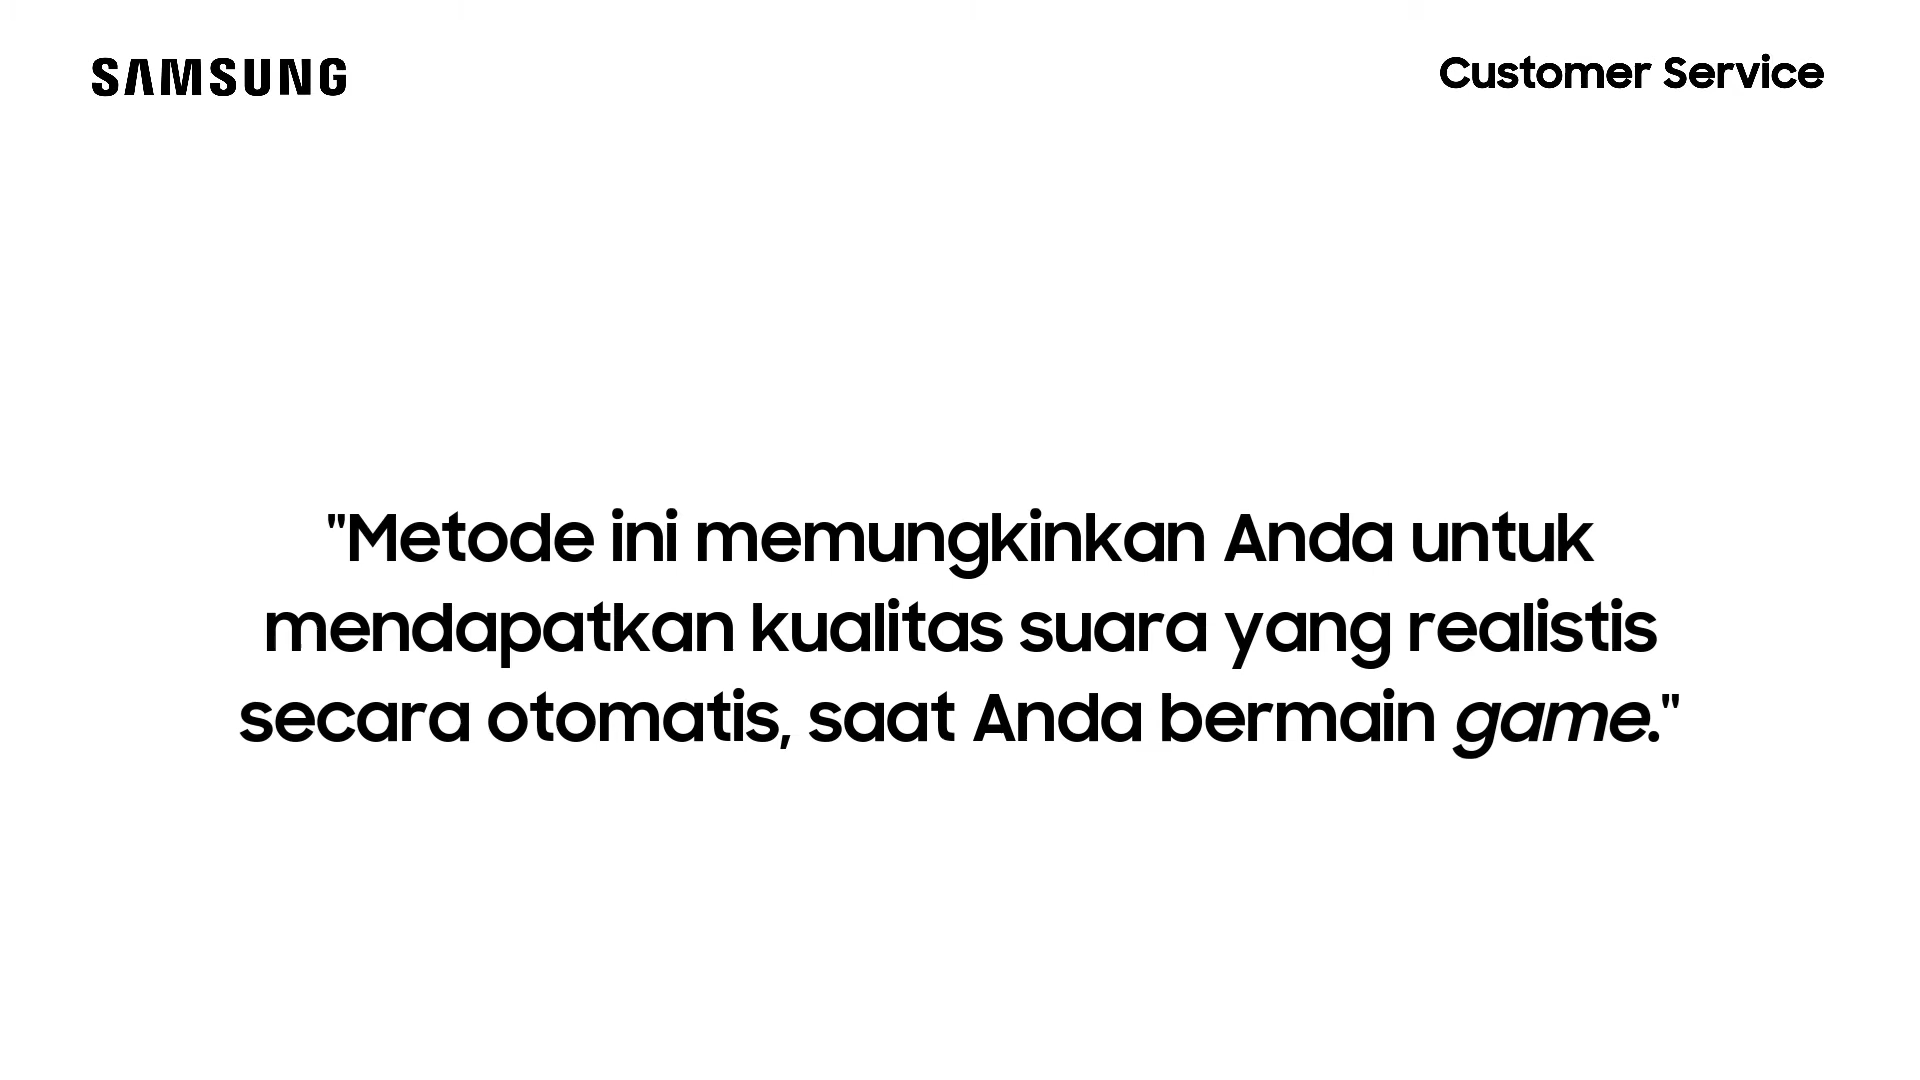 SAMSUNG
Customer Service
"Metode ini memungkinkan Anda untuk
mendapatkan kualitas suara yang realistis
secara otomatis, saat Anda bermain game."